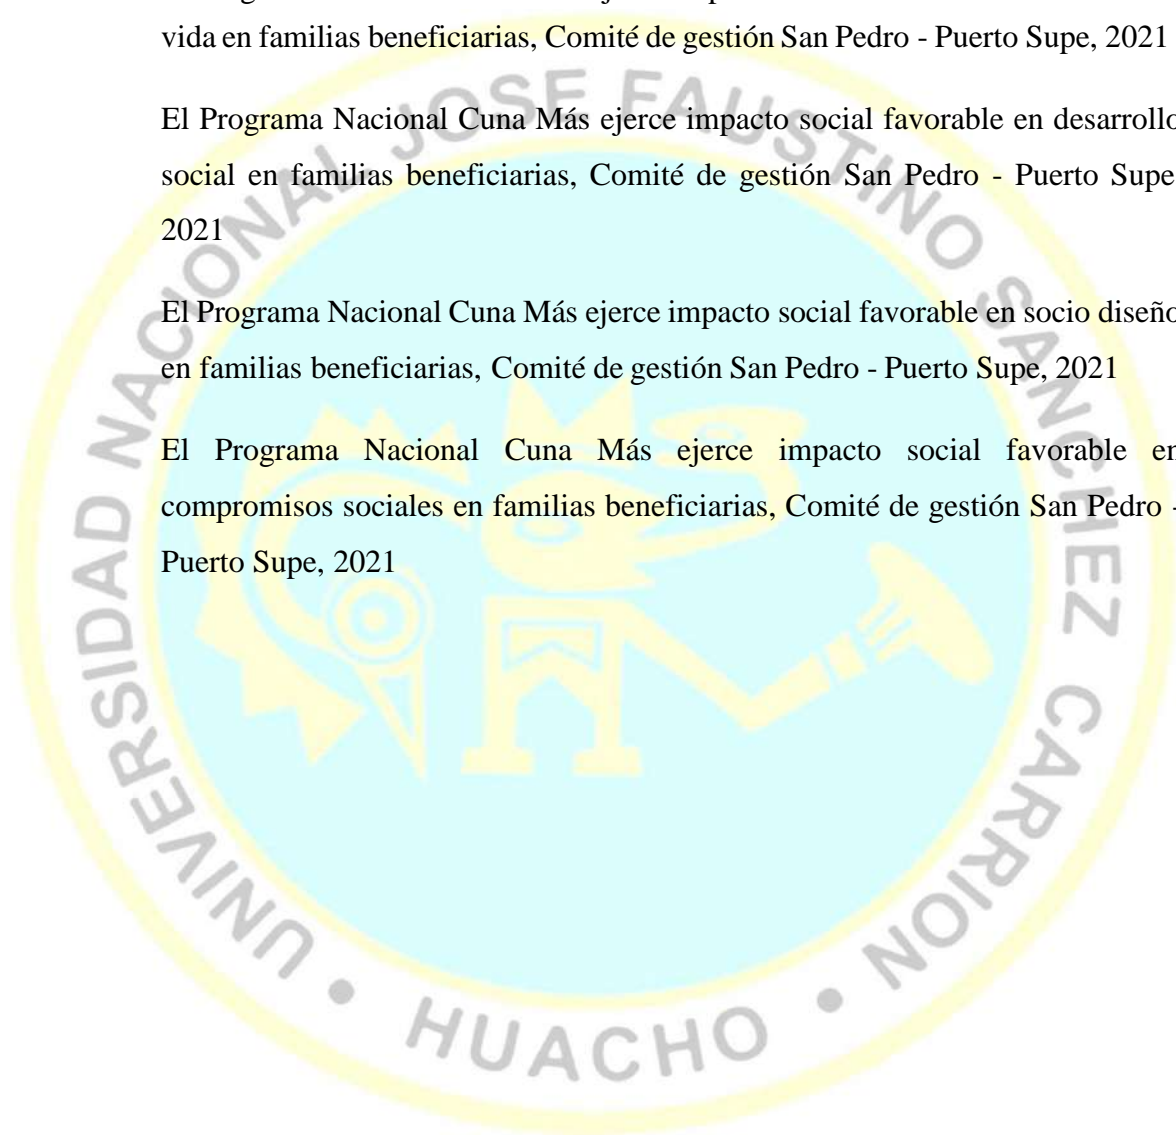 vida en familias beneficiarias, Comité de gestión San Pedro - Puerto Supe, 2021
El Programa Nacional Cuna Más ejerce impacto social favorable en desarrollo
social en familias beneficiarias, Comité de gestión San Pedro - Puerto Supe
2021
El Programa Nacional Cuna Más ejerce impacto social favorable en socio diseño
en familias beneficiarias, Comité de gestión San Pedro - Puerto Supe, 2021
El Programa Nacional Cuna Más ejerce impacto social favorable en
compromisos sociales en familias beneficiarias, Comité de gestión San Pedro -
Puerto Supe, 2021
UNIVERSIDAD NACIONAL JOSE FAUSTINO SANCHEZ CARRION
• HUACHO •